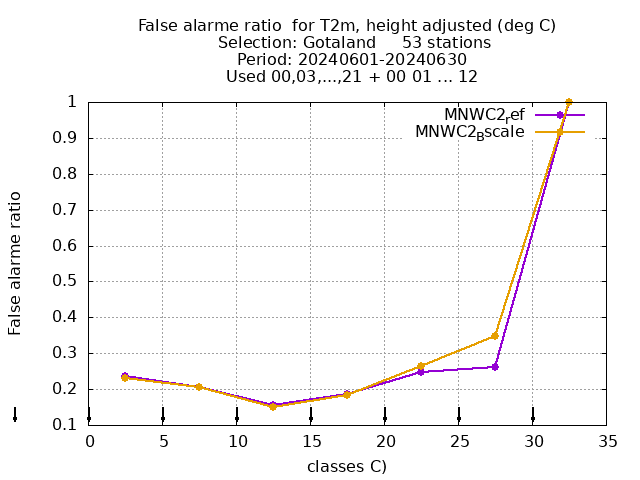 False alarme ratio  for T2m, height adjusted (deg C)
Selection: Gotaland     53 stations
Period: 20240601-20240630
Used 00,03,...,21 + 00 01 ... 12
MNWC2_ref
MNWC2_Bscale
False alarme ratio
1
0.9
0.8
0.7
0.6
0.5
0.4
0.3
0.2
0.1
0 5 10 15 20 25 30 35
classes C)